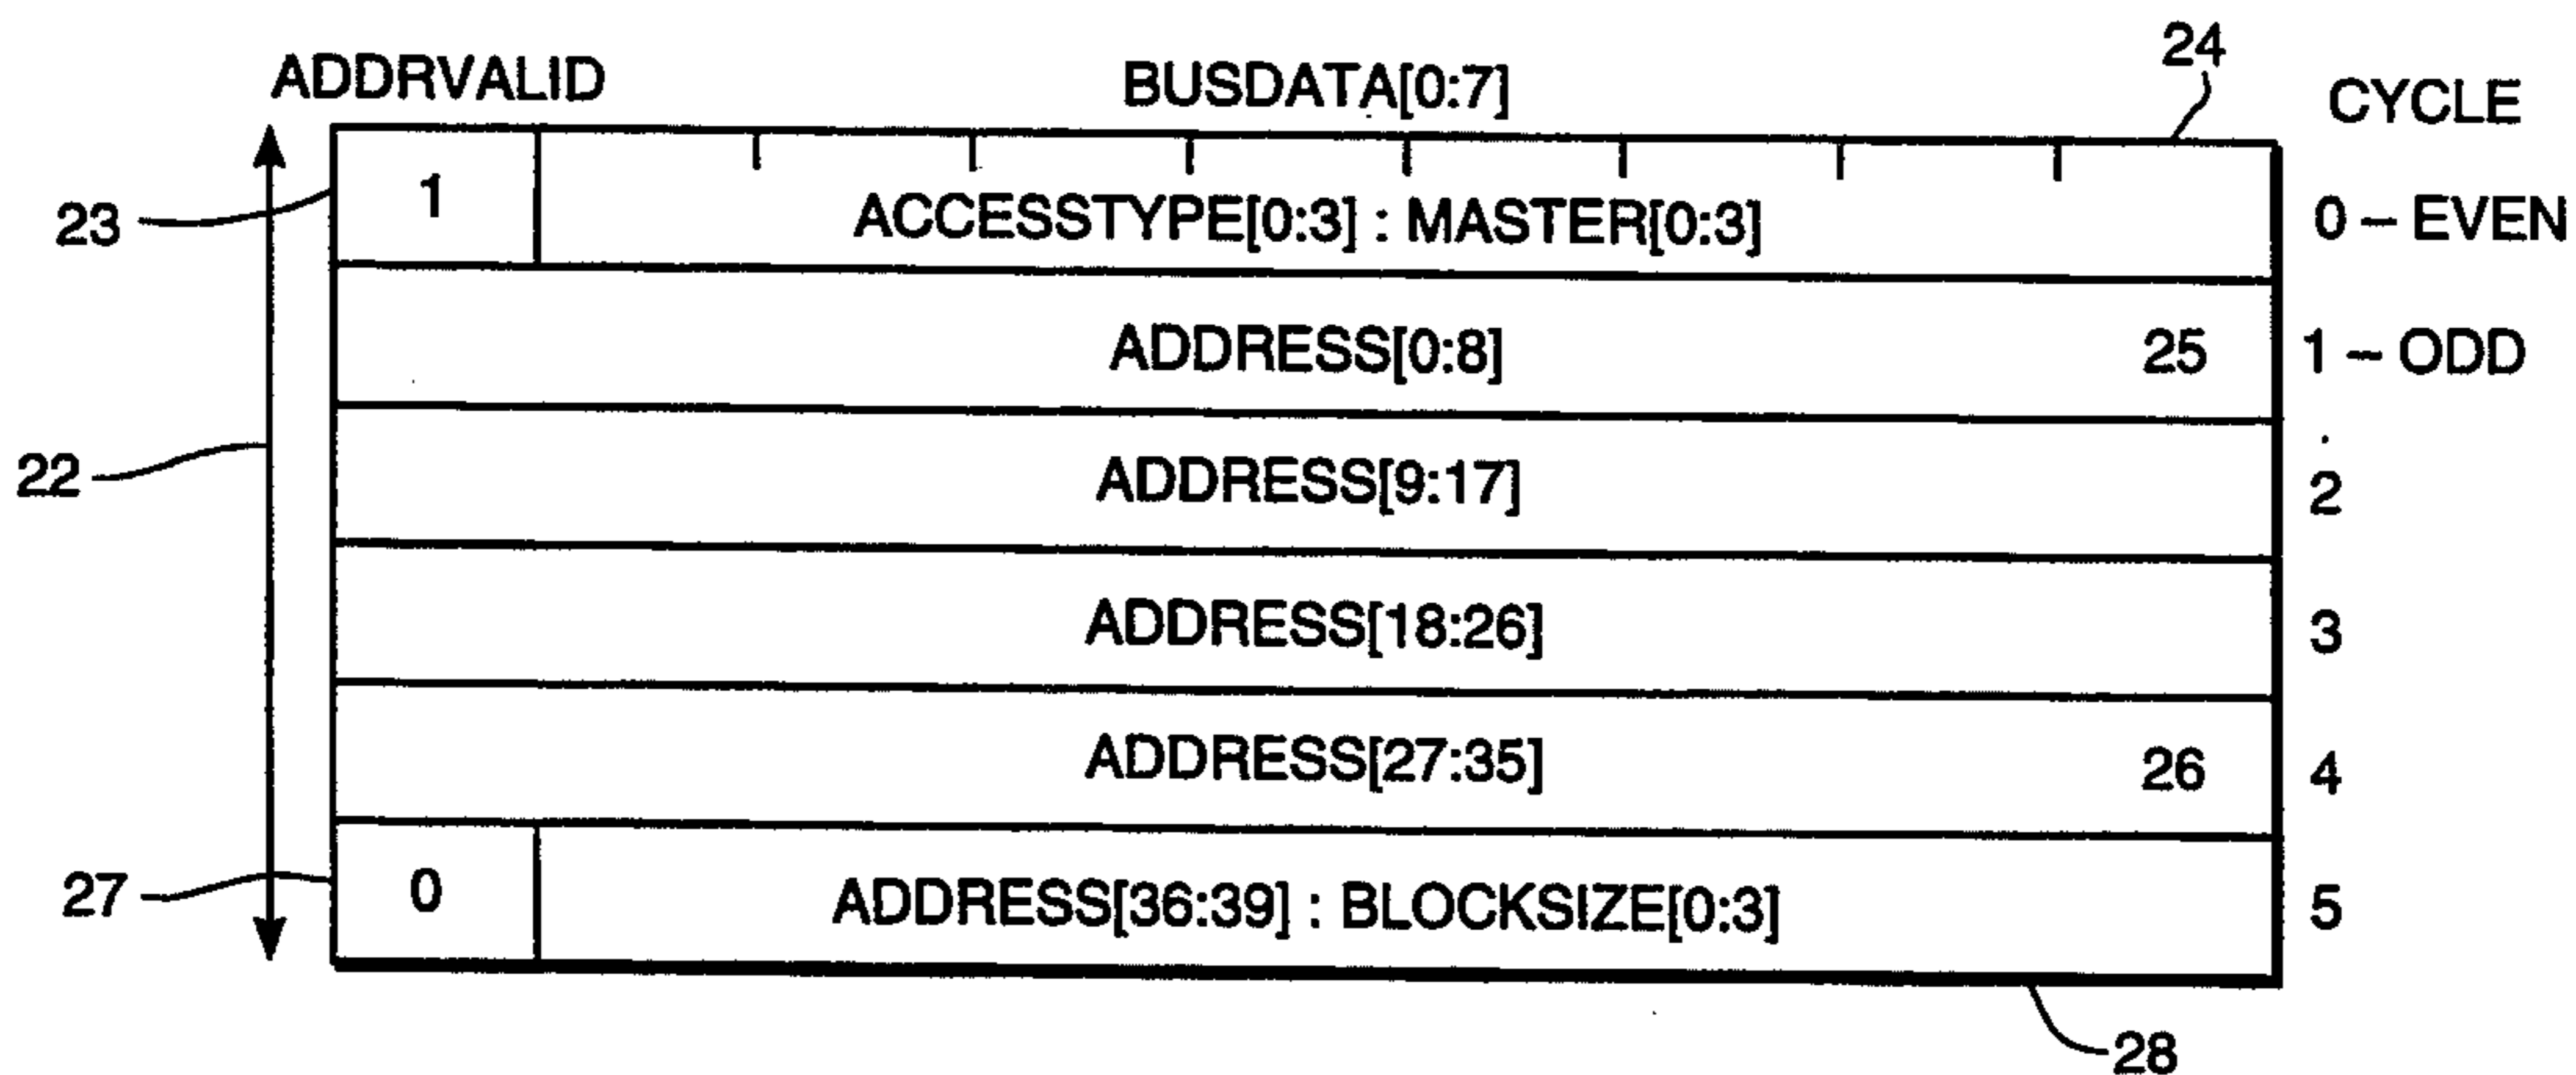 ADDRVALID BUSDATA[0:7] 24 CYCLE
23 1 ACCESSTYPE[0:3] : MASTER[0:3] 0 – EVEN
ADDRESS[0:8] 25 1 – ODD
22 ADDRESS[9:17] 2
ADDRESS[18:26] 3
ADDRESS[27:35] 26 4
27 0 ADDRESS[36:39] : BLOCKSIZE[0:3] 5
28